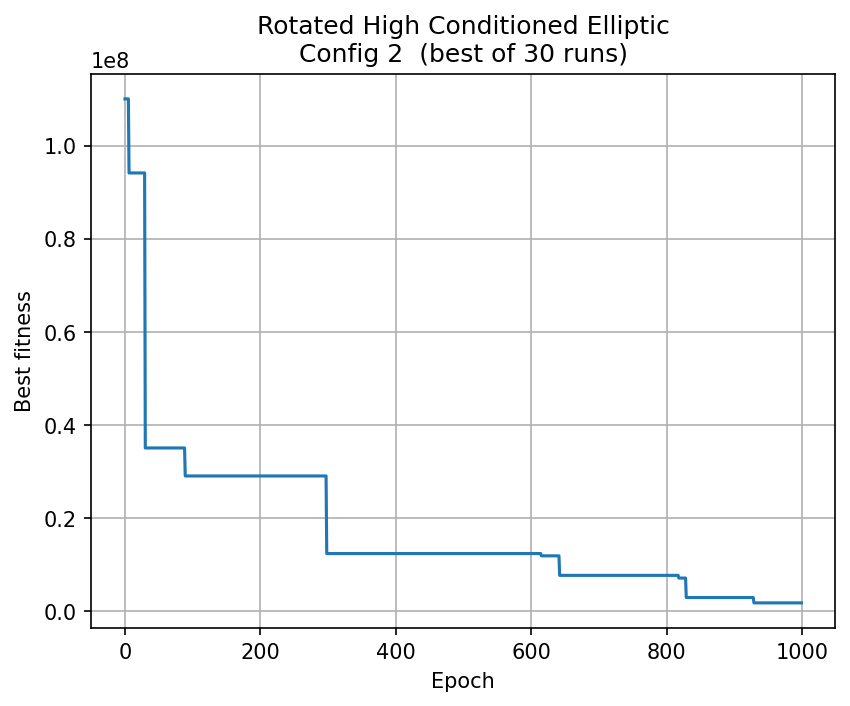 Rotated High Conditioned Elliptic
Config 2  (best of 30 runs)
1e8
1.0
0.8
0.6
0.4
0.2
0.0
Best fitness
0 200 400 600 800 1000
Epoch